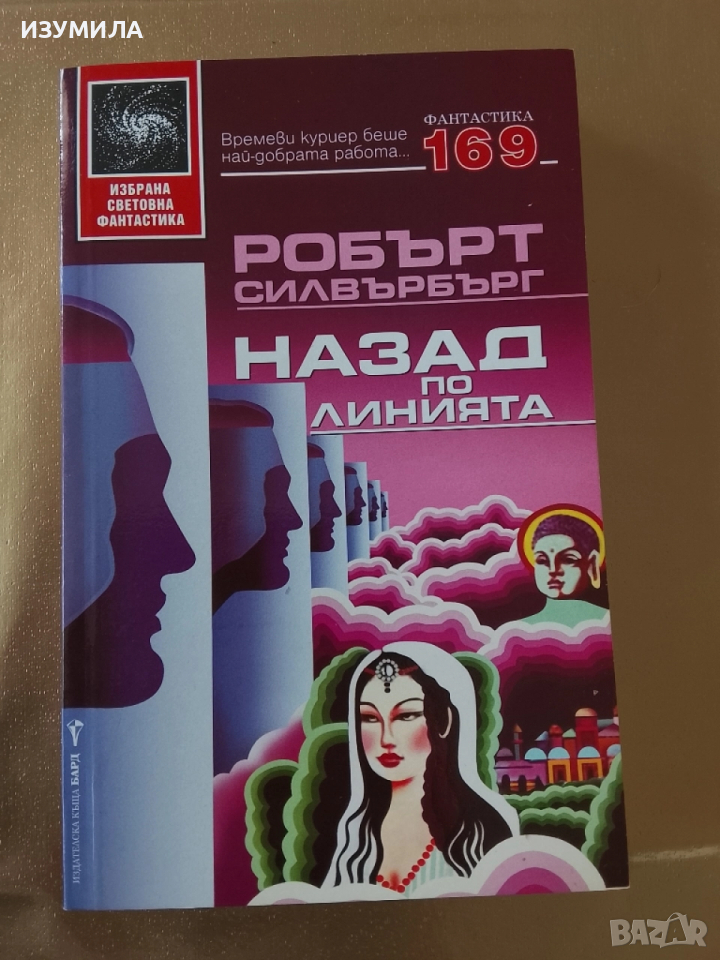 ИЗУМИЛА
ИЗБРАНА
СВЕТОВНА
ФАНТАСТИКА
Времеви куриер беше
най-добрата работа...
ФАНТАСТИКА
169
РОБЪРТ
СИЛВЪРБЪРГ
НАЗАД
ПО
ЛИНИЯТА
ИЗДАТЕЛСКА КЪЩА БАРД
BAZAR